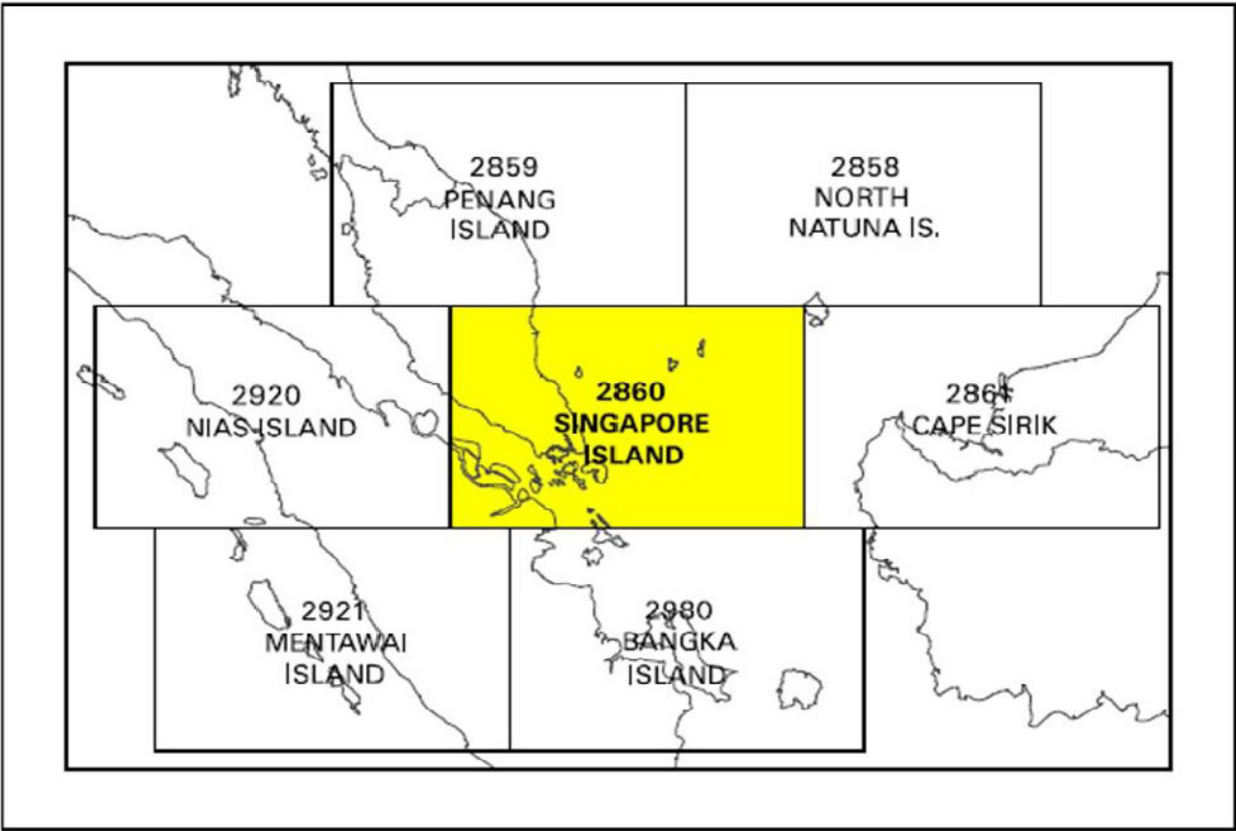 2859
PENANG
ISLAND
2858
NORTH
NATUNA IS.
2920
NIAS ISLAND
2860
SINGAPORE
ISLAND
2861
CAPE SIRIK
2921
MENTAWAI
ISLAND
2980
BANGKA
ISLAND